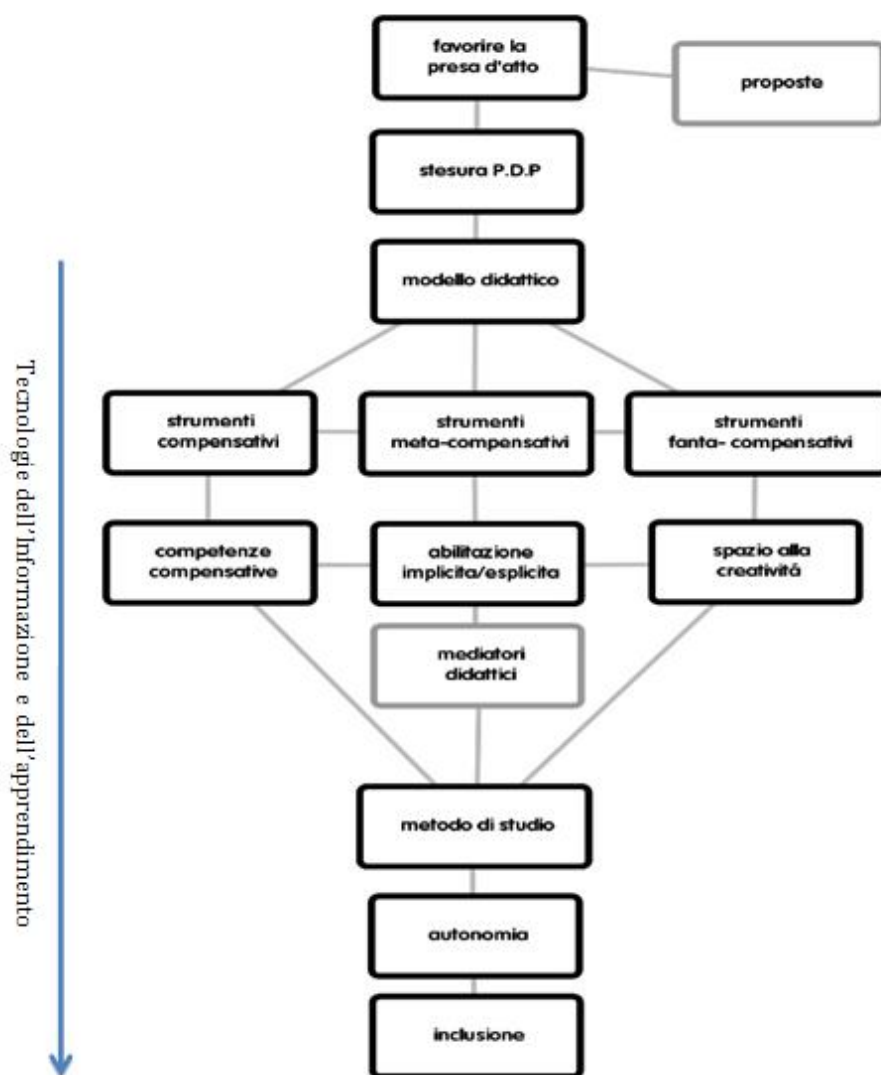 favorire la
presa d'atto
proposte
stesura P.D.P
modello didattico
strumenti
compensativi
strumenti
meta-compensativi
strumenti
fanta- compensativi
competenze
compensative
abilitazione
implicita/esplicita
spazio alla
creativitá
mediatori
didattici
metodo di studio
autonomia
inclusione
Tecnologie dell'Informazione e dell'apprendimento